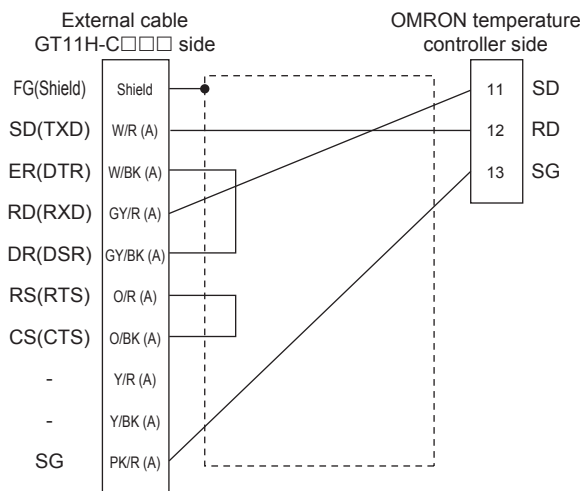 External cable
GT11H-C□□□ side
OMRON temperature
controller side
FG(Shield) Shield 11 SD
SD(TXD) W/R (A) 12 RD
ER(DTR) W/BK (A) 13 SG
RD(RXD) GY/R (A)
DR(DSR) GY/BK (A)
RS(RTS) O/R (A)
CS(CTS) O/BK (A)
- Y/R (A)
- Y/BK (A)
SG PK/R (A)